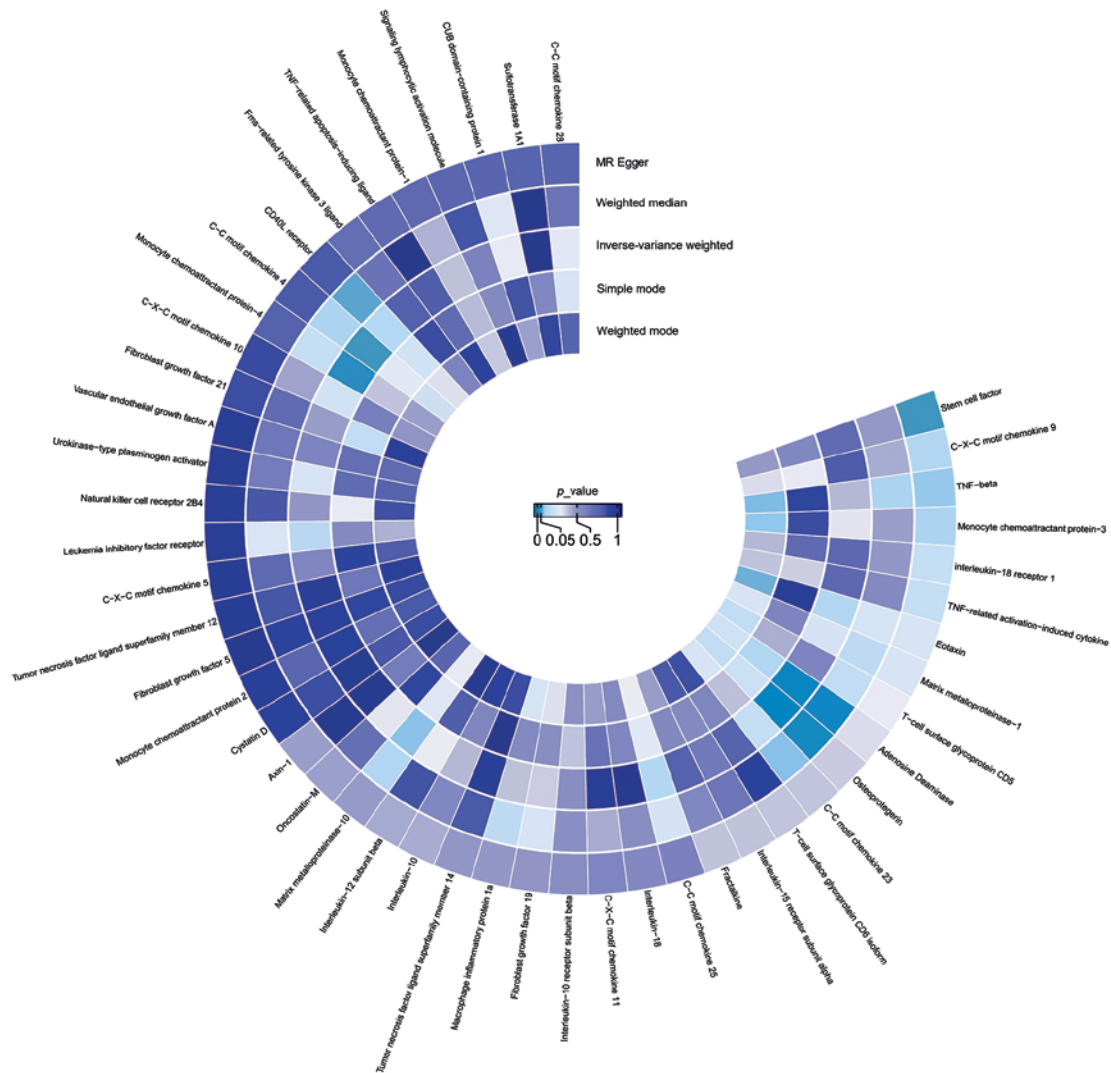 C-C motif chemokine 28
Sulfotransferase 1A1
CUB domain-containing protein 1
Signaling lymphocytic activation molecule
Monocyte chemoattractant protein-1
TNF-related apoptosis-inducing ligand
Fms-related tyrosine kinase 3 ligand
CD40L receptor
C-C motif chemokine 4
Monocyte chemoattractant protein-4
C-X-C motif chemokine 10
Fibroblast growth factor 21
Vascular endothelial growth factor A
Urokinase-type plasminogen activator
Natural killer cell receptor 2B4
Leukemia inhibitory factor receptor
C-X-C motif chemokine 5
Tumor necrosis factor ligand superfamily member 12
Fibroblast growth factor 5
Monocyte chemoattractant protein 2
Cystatin D
Axin-1
Oncostatin-M
Matrix metalloproteinase-10
Interleukin-12 subunit beta
Interleukin-10
Tumor necrosis factor ligand superfamily member 14
Macrophage inflammatory protein 1a
Fibroblast growth factor 19
Interleukin-10 receptor subunit beta
C-X-C motif chemokine 11
Interleukin-18
C-C motif chemokine 25
Fractalkine
Interleukin-15 receptor subunit alpha
T-cell surface glycoprotein CD6 isoform
C-C motif chemokine 23
Osteoprotegerin
Adenosine Deaminase
T-cell surface glycoprotein CD5
Matrix metalloproteinase-1
Eotaxin
TNF-related activation-induced cytokine
interleukin-18 receptor 1
Monocyte chemoattractant protein-3
TNF-beta
C-X-C motif chemokine 9
Stem cell factor
MR Egger
Weighted median
Inverse-variance weighted
Simple mode
Weighted mode
p_value
0 0.05 0.5 1